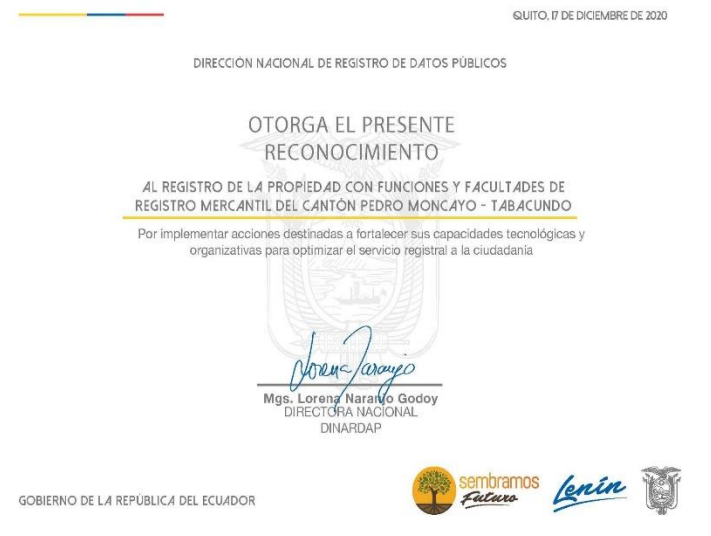 QUITO, 17 DE DICIEMBRE DE 2020
DIRECCIÓN NACIONAL DE REGISTRO DE DATOS PÚBLICOS
OTORGA EL PRESENTE
RECONOCIMIENTO
AL REGISTRO DE LA PROPIEDAD CON FUNCIONES Y FACULTADES DE
REGISTRO MERCANTIL DEL CANTÓN PEDRO MONCAYO - TABACUNDO
Por implementar acciones destinadas a fortalecer sus capacidades tecnológicas y
organizativas para optimizar el servicio registral a la ciudadania
Lorena Naranjo
Mgs. Lorena Naranjo Godoy
DIRECTORA NACIONAL
DINARDAP
GOBIERNO DE LA REPÚBLICA DEL ECUADOR
sembramos
Futuro
Lenín